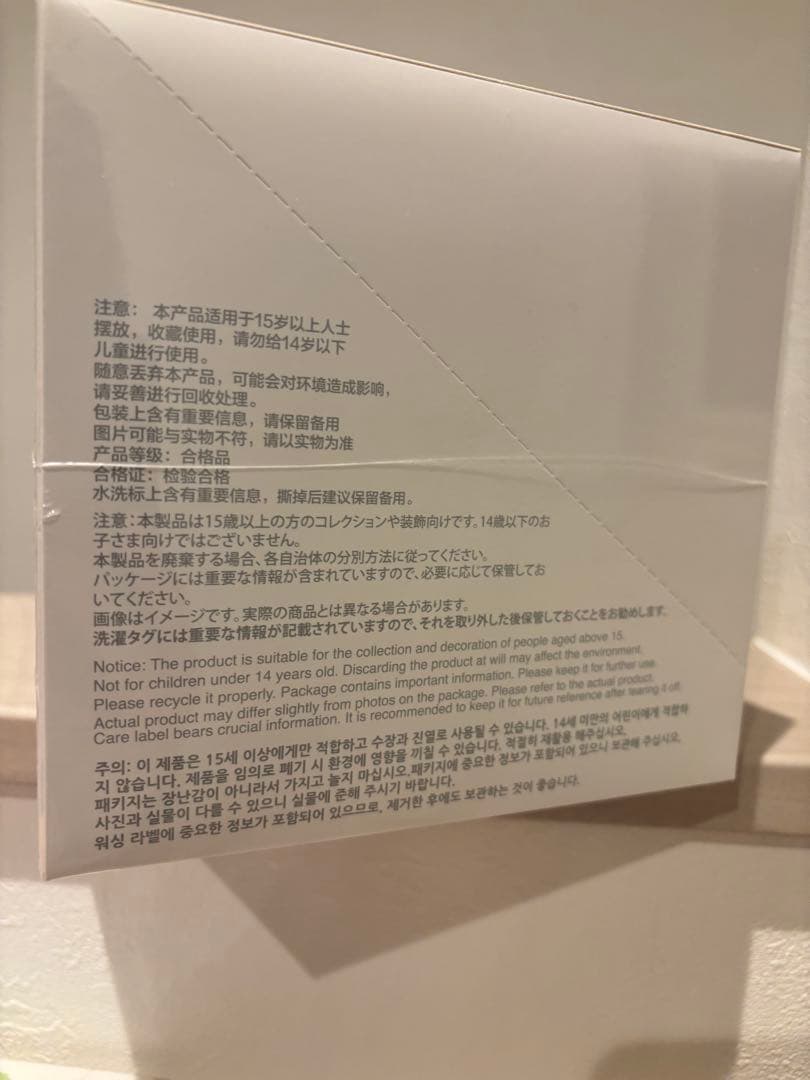 注意： 本产品适用于15岁以上人士
摆放，收藏使用，请勿给14岁以下
儿童进行使用。
随意丢弃本产品，可能会对环境造成影响，
请妥善进行回收处理。
包装上含有重要信息，请保留备用
图片可能与实物不符，请以实物为准
产品等级：合格品
合格证：检验合格
水洗标上含有重要信息，撕掉后建议保留备用。
注意：本製品は15歳以上の方のコレクションや装飾向けです。14歳以下のお
子さま向けではございません。
本製品を廃棄する場合、各自治体の分別方法に従ってください。
パッケージには重要な情報が含まれていますので、必要に応じて保管してお
いてください。
画像はイメージです。実際の商品とは異なる場合があります。
洗濯タグには重要な情報が記載されていますので、それを取り外した後保管しておくことをお勧めします。
Notice: The product is suitable for the collection and decoration of people aged above 15.
Not for children under 14 years old. Discarding the product at will may affect the environment.
Please recycle it properly. Package contains important information. Please keep it for further use.
Actual product may differ slightly from photos on the package. Please refer to the actual product.
Care label bears crucial information. It is recommended to keep it for future reference after tearing it off.
주의: 이 제품은 15세 이상에게만 적합하고 수장과 진열로 사용될 수 있습니다. 14세 미만의 어린이에게 적합하
지 않습니다. 제품을 임의로 폐기 시 환경에 영향을 끼칠 수 있습니다. 적절히 재활용 해주십시오.
패키지는 장난감이 아니라서 가지고 놀지 마십시오.패키지에 중요한 정보가 포함되어 있으니 보관해 주십시오.
사진과 실물이 다를 수 있으니 실물에 준해 주시기 바랍니다.
워싱 라벨에 중요한 정보가 포함되어 있으므로, 제거한 후에도 보관하는 것이 좋습니다.